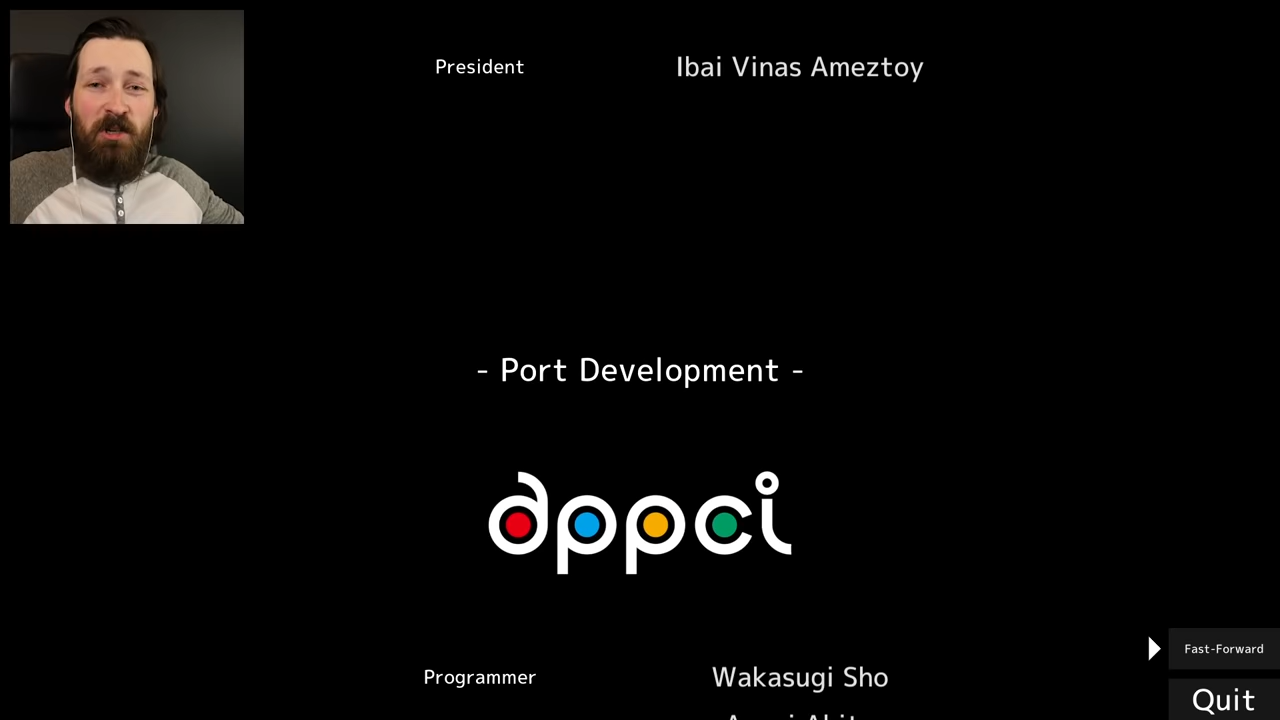 President Ibai Vinas Ameztoy
- Port Development -
appci
Programmer Wakasugi Sho
Fast-Forward
Quit